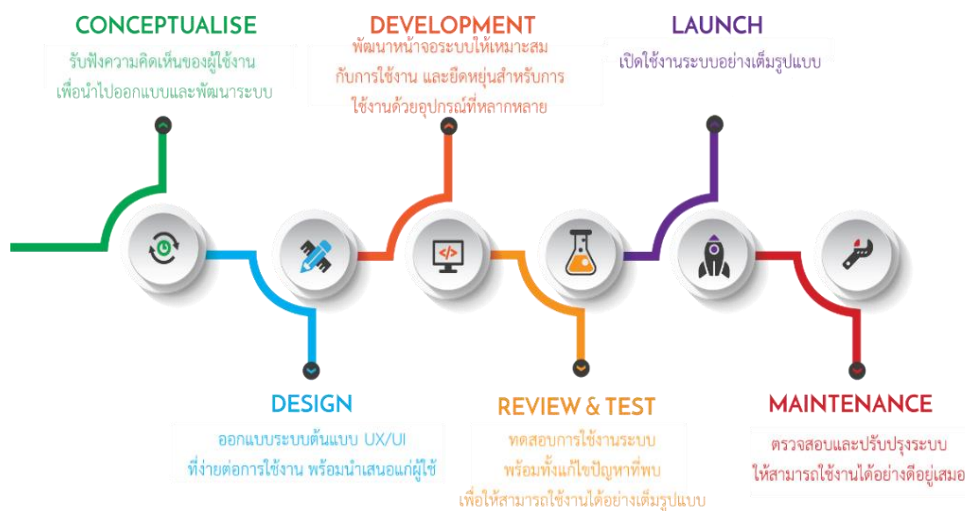 CONCEPTUALISE
รับฟังความคิดเห็นของผู้ใช้งาน
เพื่อนำไปออกแบบและพัฒนาระบบ
DEVELOPMENT
พัฒนาหน้าจอระบบให้เหมาะสม
กับการใช้งาน และยืดหยุ่นสำหรับการ
ใช้งานด้วยอุปกรณ์ที่หลากหลาย
LAUNCH
เปิดใช้งานระบบอย่างเต็มรูปแบบ
</>
DESIGN
ออกแบบระบบต้นแบบ UX/UI
ที่ง่ายต่อการใช้งาน พร้อมนำเสนอแก่ผู้ใช้
REVIEW & TEST
ทดสอบการใช้งานระบบ
พร้อมทั้งแก้ไขปัญหาที่พบ
เพื่อให้สามารถใช้งานได้อย่างเต็มรูปแบบ
MAINTENANCE
ตรวจสอบและปรับปรุงระบบ
ให้สามารถใช้งานได้อย่างดีอยู่เสมอ